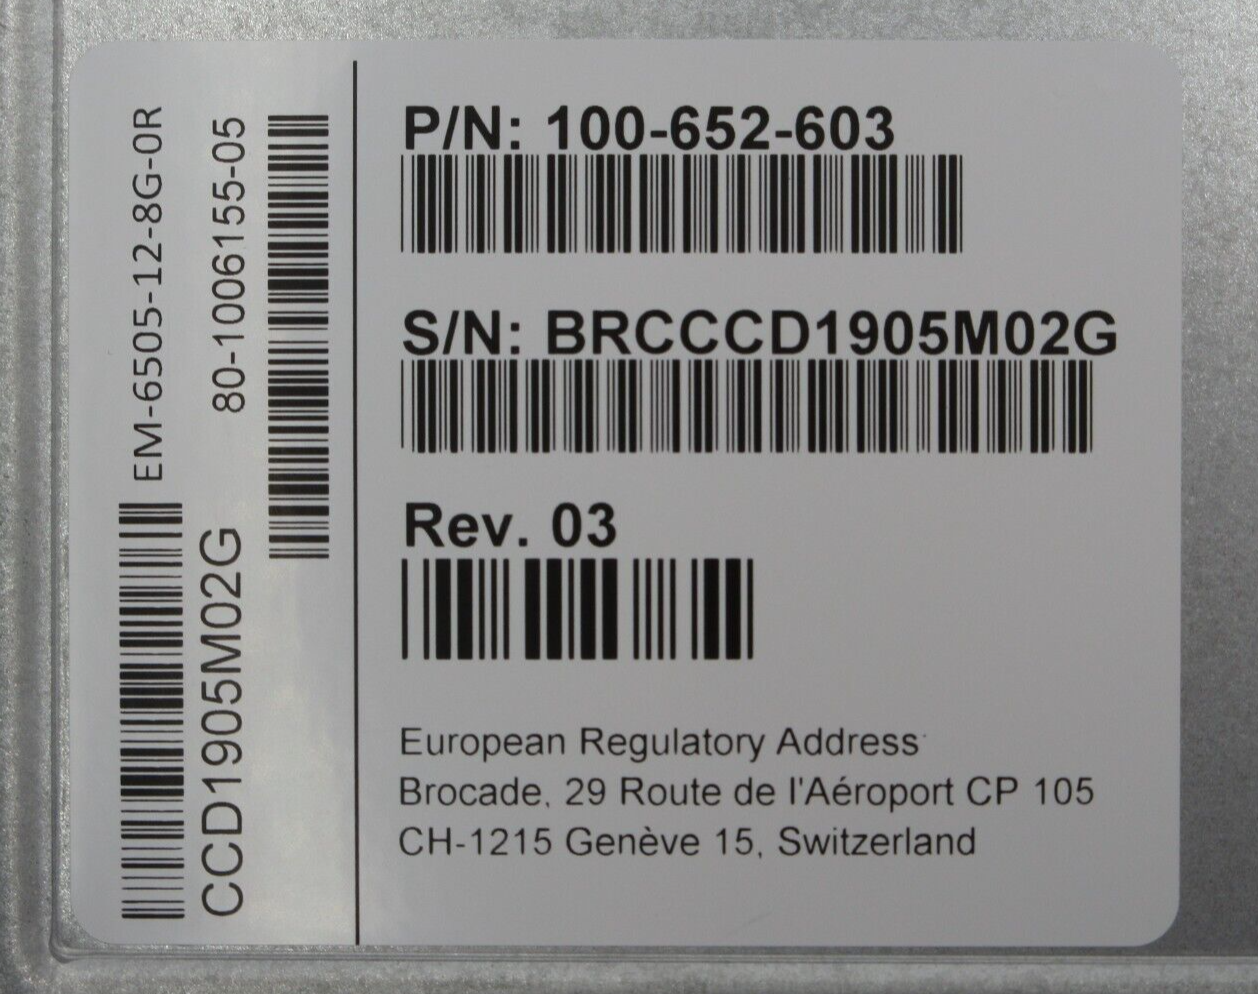 EM-6505-12-8G-0R
80-1006155-05
CCD1905M02G
P/N: 100-652-603
S/N: BRCCCD1905M02G
Rev. 03
European Regulatory Address
Brocade, 29 Route de l'Aéroport CP 105
CH-1215 Genève 15, Switzerland